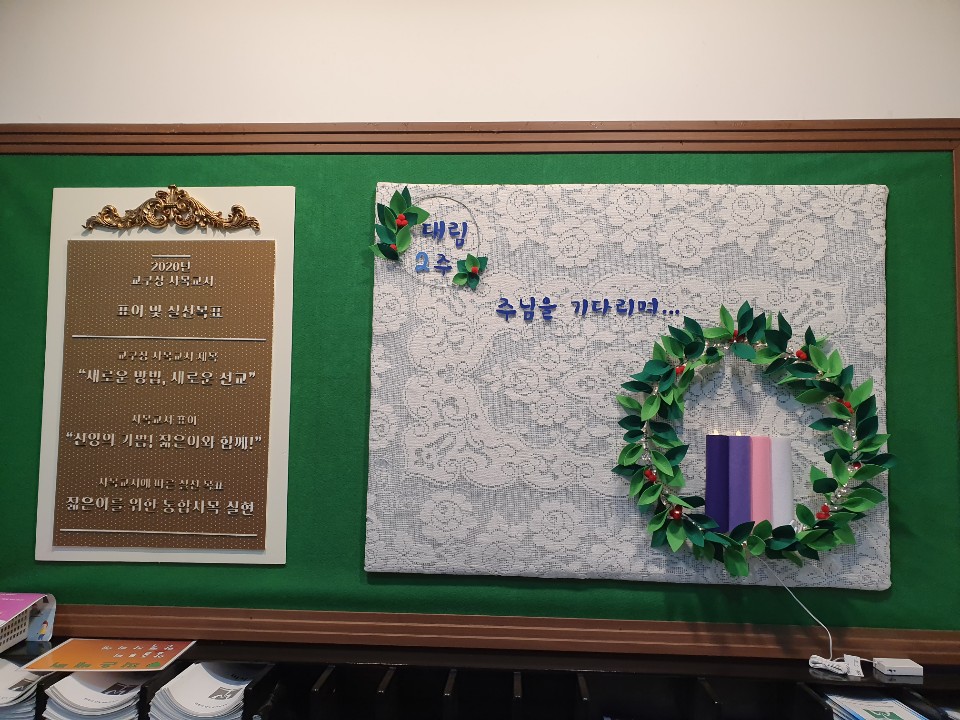 2020년
교구장 사목교서
표어 및 실천목표
교구장 사목교서 제목
“새로운 방법, 새로운 선교”
사목교서 표어
“신앙의 기쁨! 젊은이와 함께!”
사목교서에 따른 실천 목표
젊은이를 위한 통합사목 실현
대림
2주
주님을 기다리며...